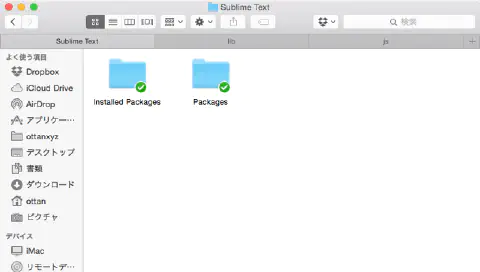 Sublime Text
検索
Sublime Text
lib
js
よく使う項目
Dropbox
iCloud Drive
AirDrop
アプリケー…
ottanxyz
デスクトップ
書類
ダウンロード
ottan
ピクチャ
デバイス
iMac
リモートデ…
Installed Packages
Packages